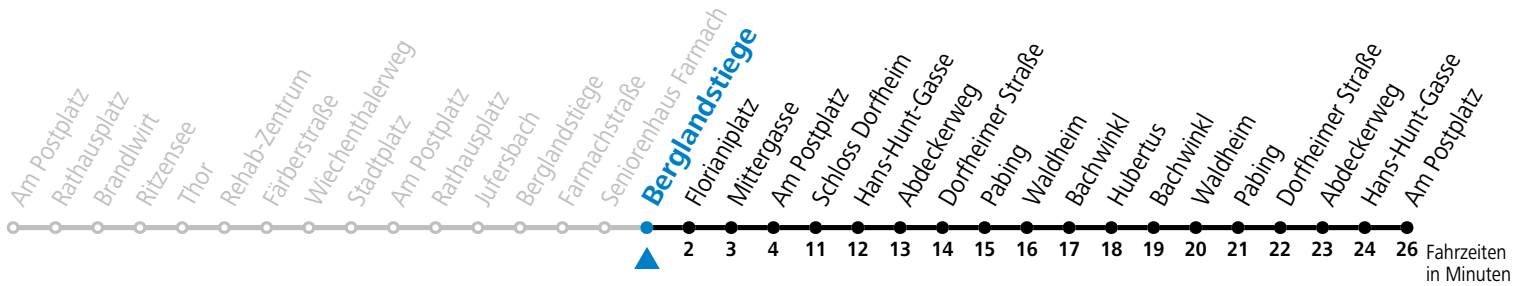 Am Postplatz
Rathausplatz
Brandlwirt
Ritzensee
Thor
Rehab-Zentrum
Färberstraße
Wiechenthalerweg
Stadtplatz
Am Postplatz
Rathausplatz
Jufersbach
Berglandstiege
Farmachstraße
Seniorenhaus Farmach
Berglandstiege
Florianiplatz
Mittergasse
Am Postplatz
Schloss Dorfheim
Hans-Hunt-Gasse
Abdeckerweg
Dorfheimer Straße
Pabing
Waldheim
Bachwinkl
Hubertus
Bachwinkl
Waldheim
Pabing
Dorfheimer Straße
Abdeckerweg
Hans-Hunt-Gasse
Am Postplatz
2 3 4 11 12 13 14 15 16 17 18 19 20 21 22 23 24 26 Fahrzeiten
in Minuten